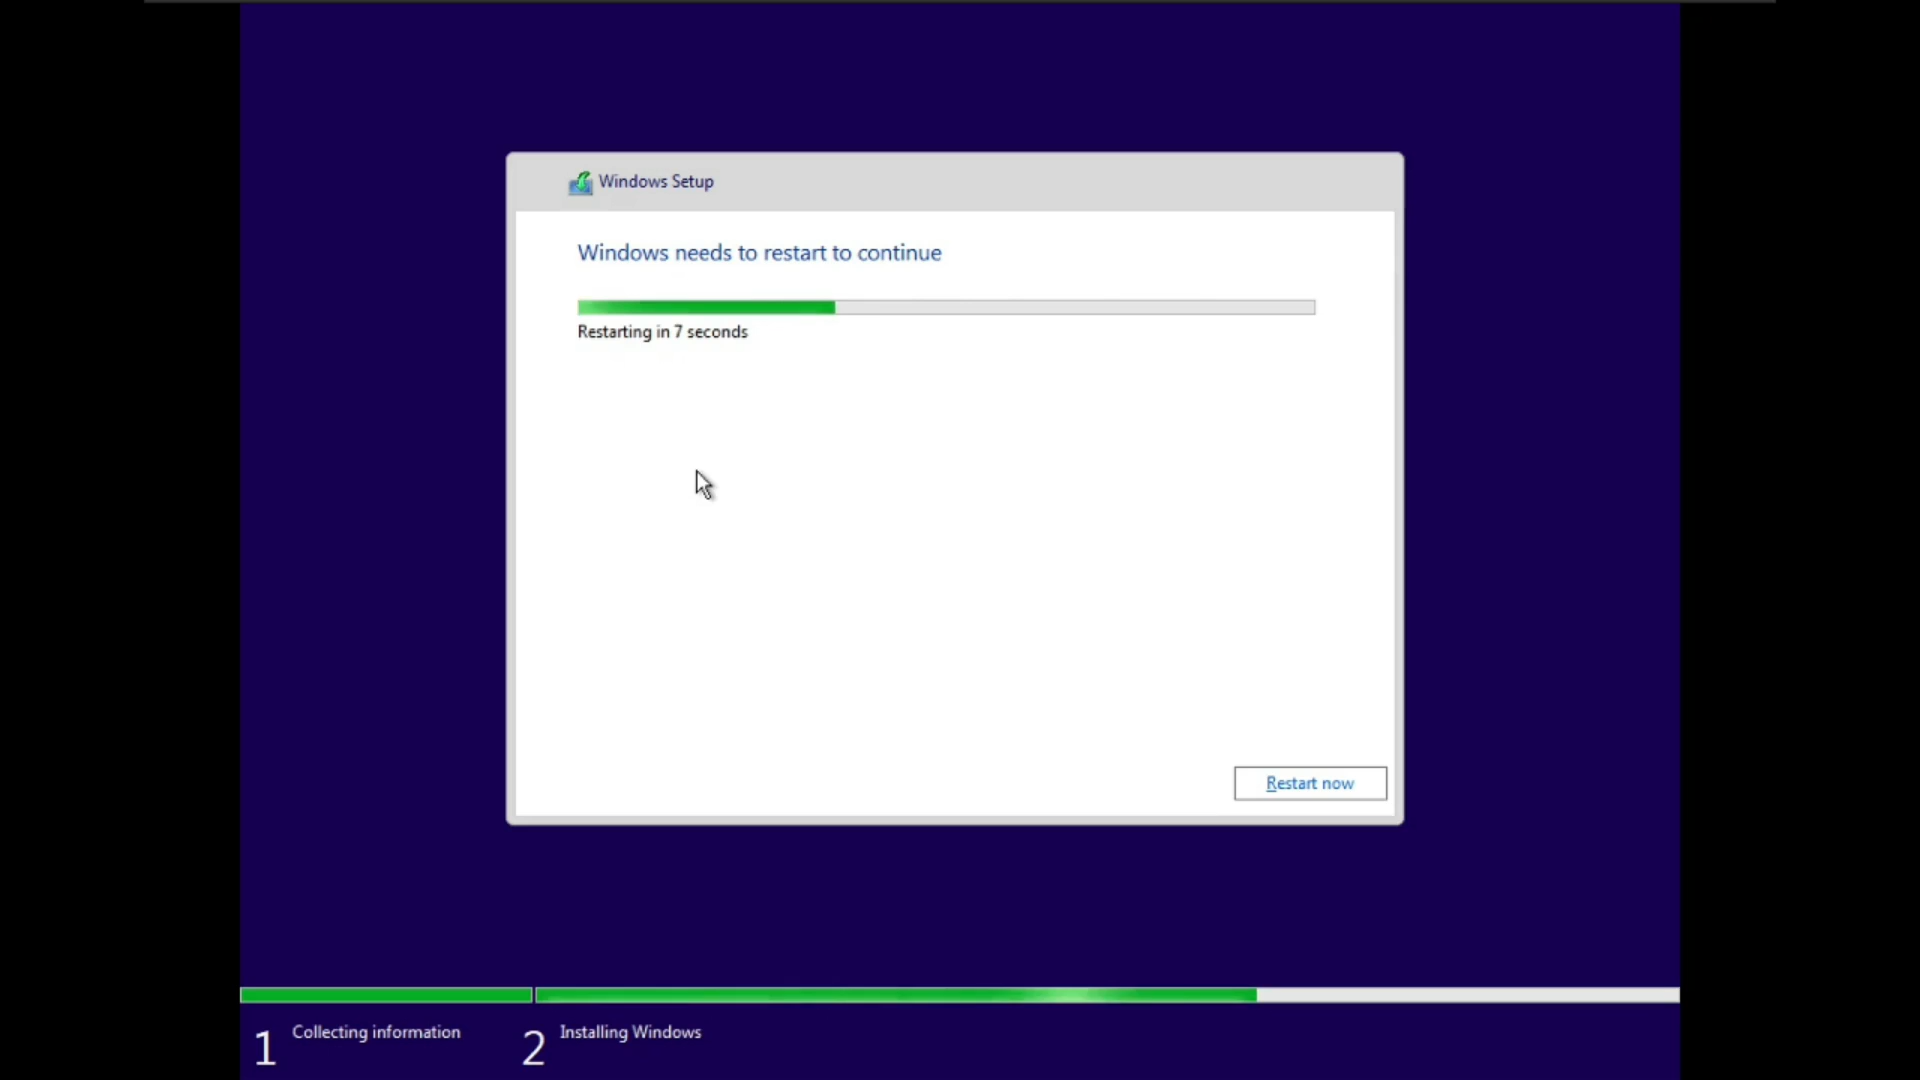 Windows Setup
Windows needs to restart to continue
Restarting in 7 seconds
Restart now
1 Collecting information
2 Installing Windows